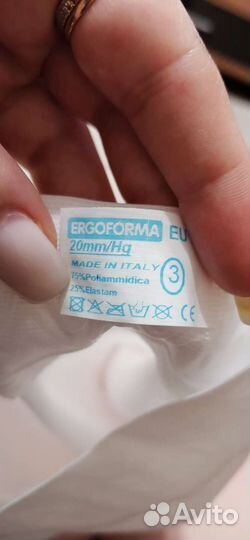 ERGOFORMA EU
20mm/Hg
MADE IN ITALY 3
75%Poliammidica
25%Elastam
CE
Avito